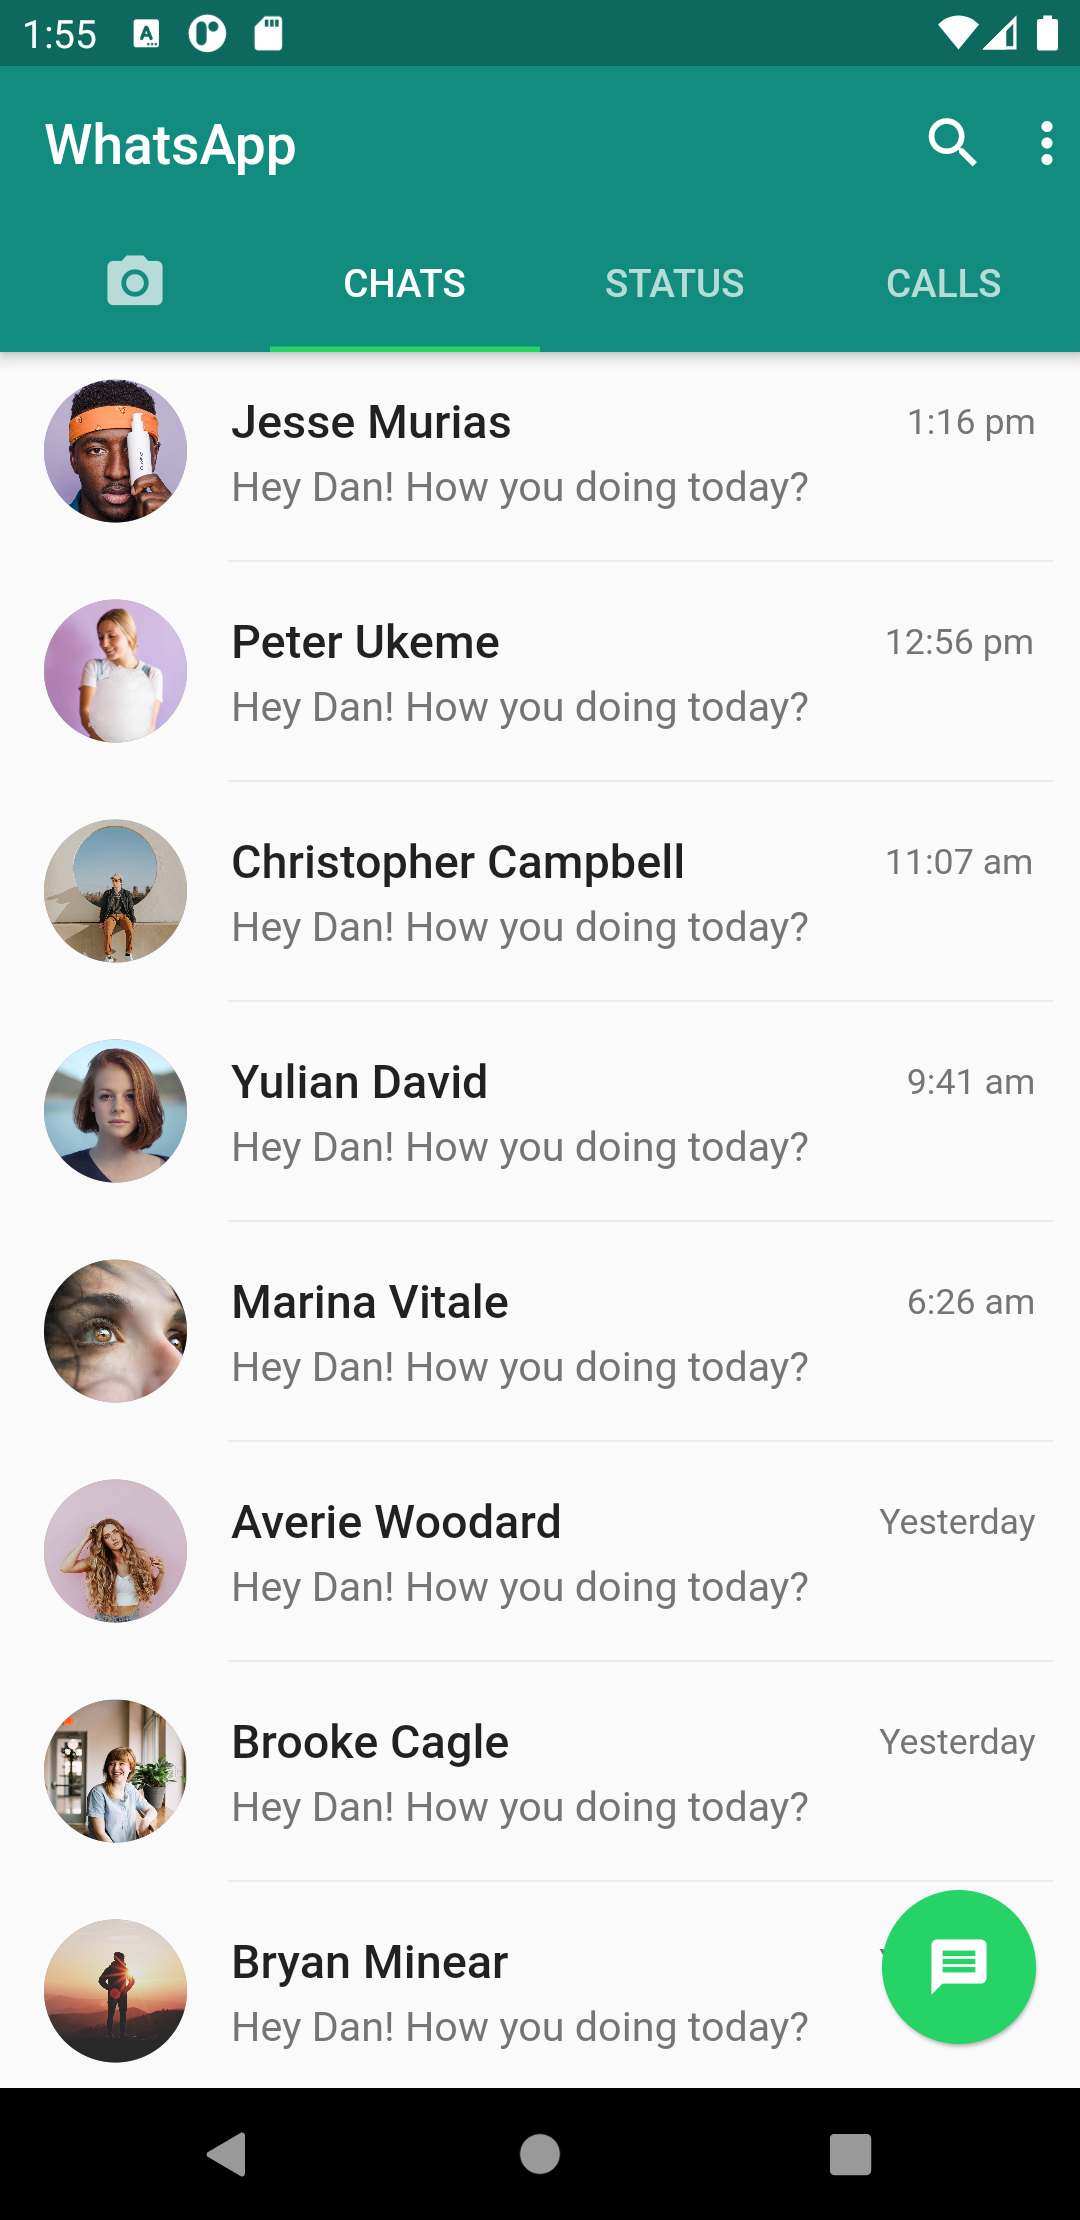 1:55
WhatsApp
CHATS STATUS CALLS
Jesse Murias 1:16 pm
Hey Dan! How you doing today?
Peter Ukeme 12:56 pm
Hey Dan! How you doing today?
Christopher Campbell 11:07 am
Hey Dan! How you doing today?
Yulian David 9:41 am
Hey Dan! How you doing today?
Marina Vitale 6:26 am
Hey Dan! How you doing today?
Averie Woodard Yesterday
Hey Dan! How you doing today?
Brooke Cagle Yesterday
Hey Dan! How you doing today?
Bryan Minear
Hey Dan! How you doing today?